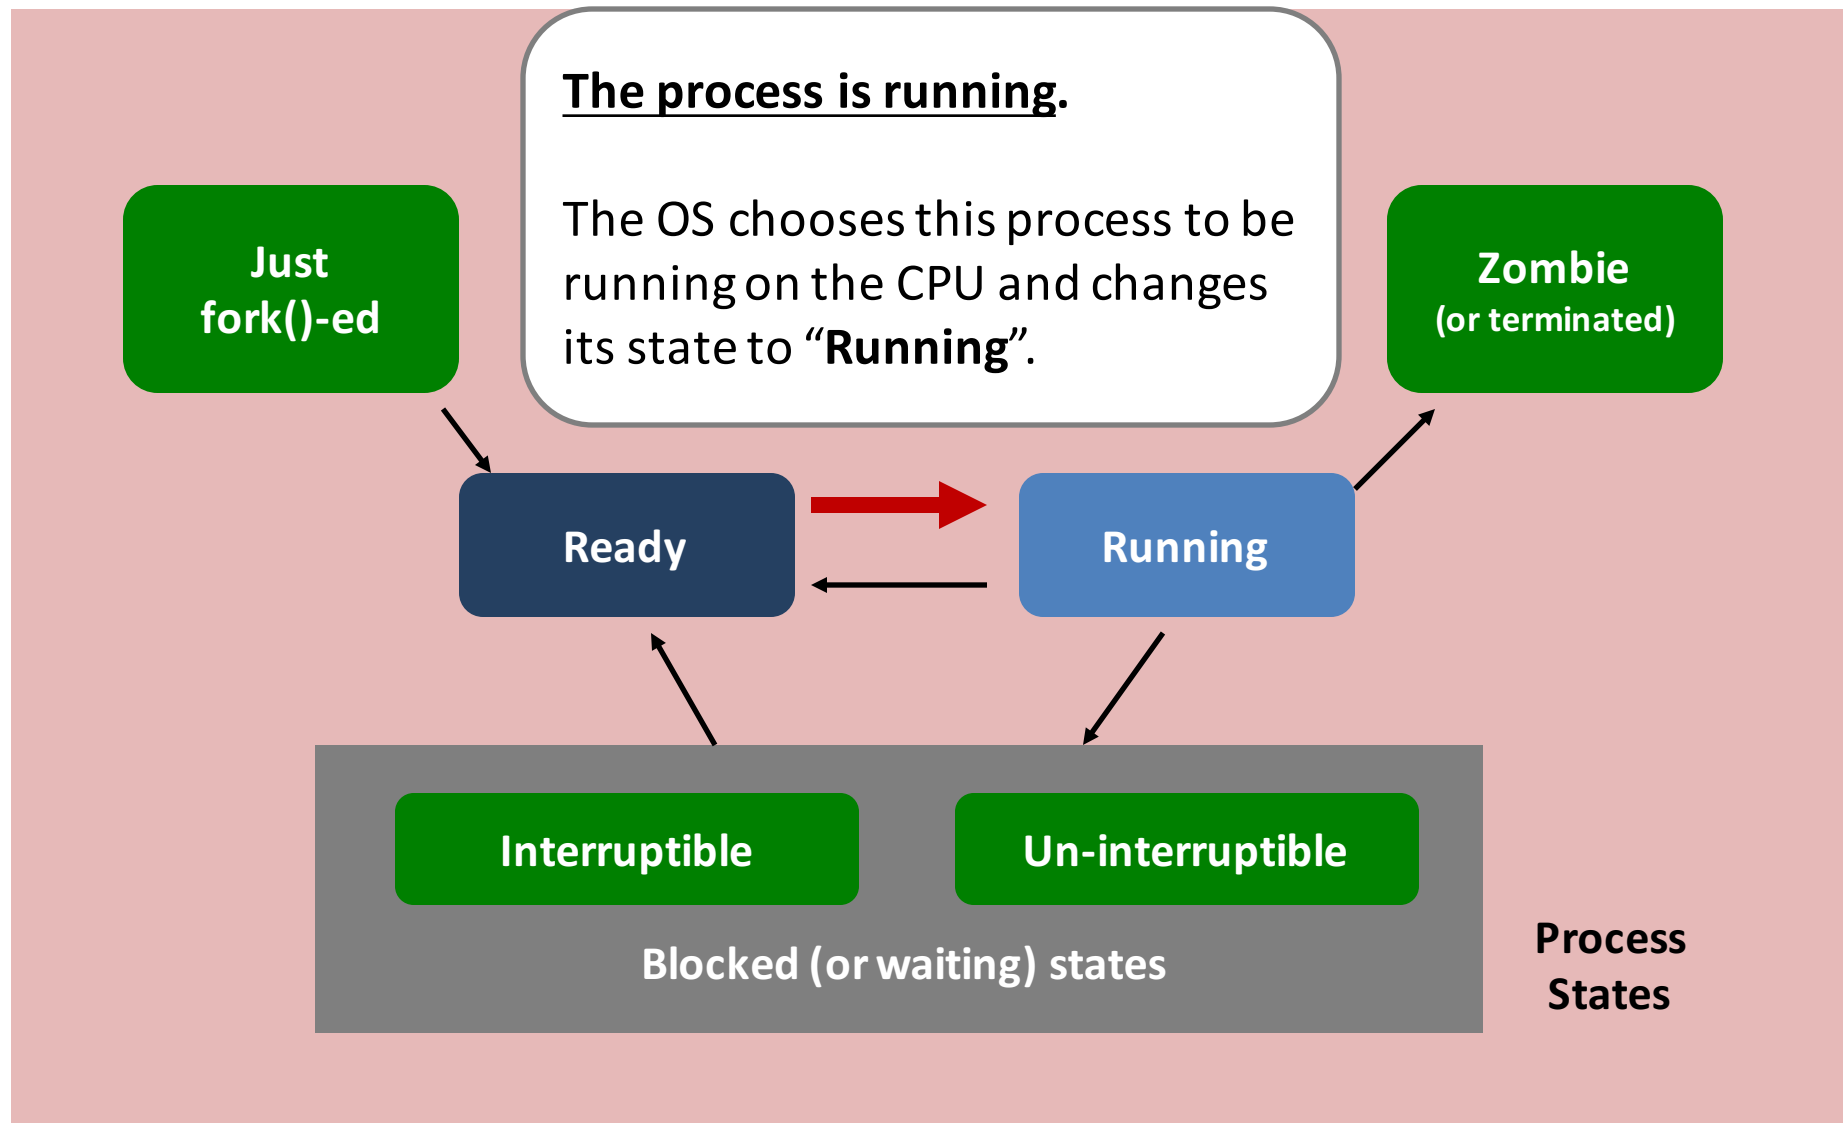 The process is running.
The OS chooses this process to be
running on the CPU and changes
its state to “Running”.
Just
fork()-ed
Zombie
(or terminated)
Ready
Running
Interruptible
Un-interruptible
Blocked (or waiting) states
Process
States